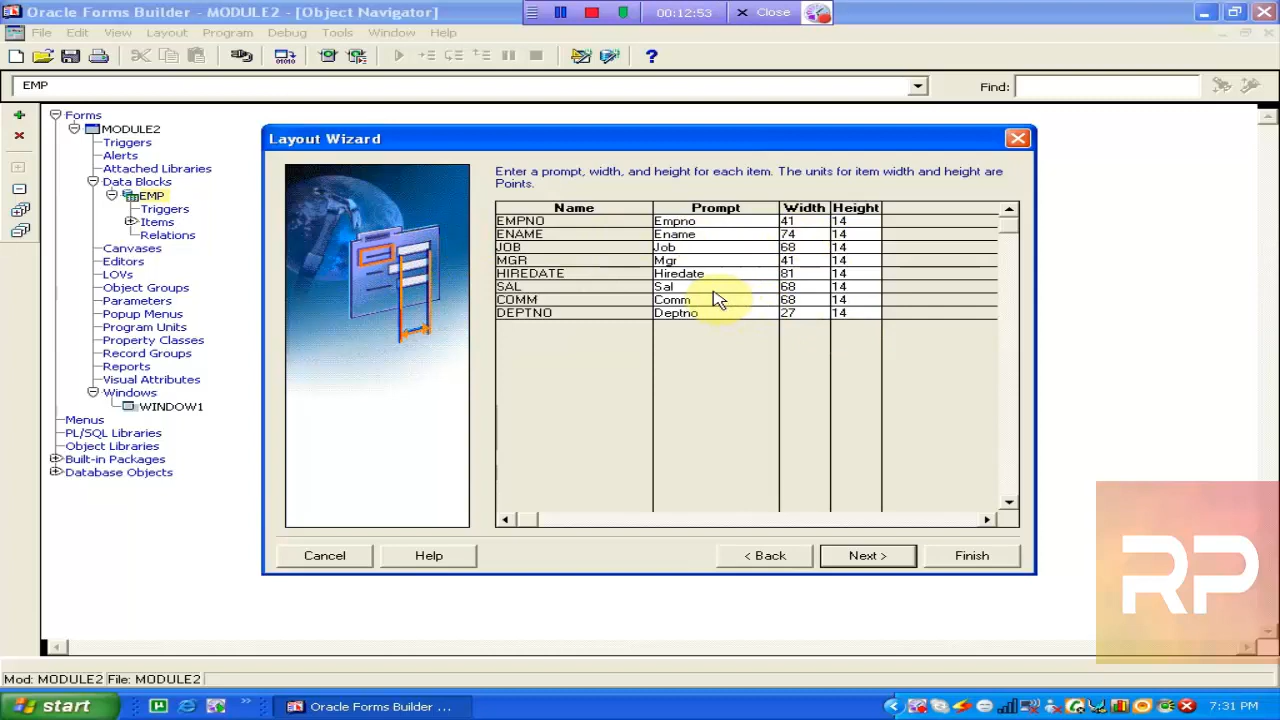 Oracle Forms Builder - MODULE2 - [Object Navigator]
00:12:53
Close
File Edit View Layout Program Debug Tools Window Help
EMP
Find:
Forms
MODULE2
Triggers
Alerts
Attached Libraries
Data Blocks
EMP
Triggers
Items
Relations
Canvases
Editors
LOVs
Object Groups
Parameters
Popup Menus
Program Units
Property Classes
Record Groups
Reports
Visual Attributes
Windows
WINDOW1
Menus
PL/SQL Libraries
Object Libraries
Built-in Packages
Database Objects
Layout Wizard
Enter a prompt, width, and height for each item. The units for item width and height are
Points.
Name Prompt Width Height
EMPNO Empno 41 14
ENAME Ename 74 14
JOB Job 68 14
MGR Mgr 41 14
HIREDATE Hiredate 81 14
SAL Sal 68 14
COMM Comm 68 14
DEPTNO Deptno 27 14
Cancel Help < Back Next > Finish
RP
Mod: MODULE2 File: MODULE2
start
Oracle Forms Builder ...
7:31 PM